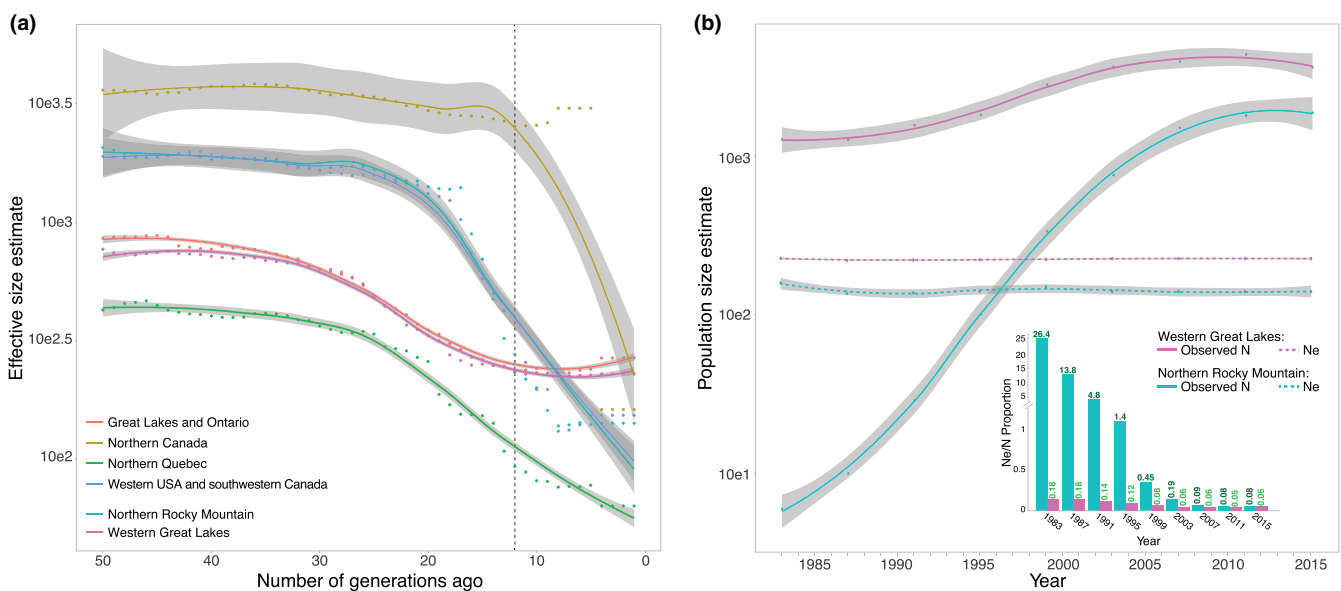 (a)
Effective size estimate
10e3.5
10e3
10e2.5
10e2
Great Lakes and Ontario
Northern Canada
Northern Quebec
Western USA and southwestern Canada
Northern Rocky Mountain
Western Great Lakes
50 40 30 20 10 0
Number of generations ago
(b)
Population size estimate
10e3
10e2
10e1
Western Great Lakes:
Observed N Ne
Northern Rocky Mountain:
Observed N Ne
Ne/N Proportion
25
20
15
10
5
1
0.5
0
26.4 13.8 4.8 1.4 0.45 0.19 0.09 0.08 0.08
0.18 0.18 0.14 0.12 0.08 0.06 0.06 0.05 0.06
1983 1987 1991 1995 1999 2003 2007 2011 2015
Year
1985 1990 1995 2000 2005 2010 2015
Year